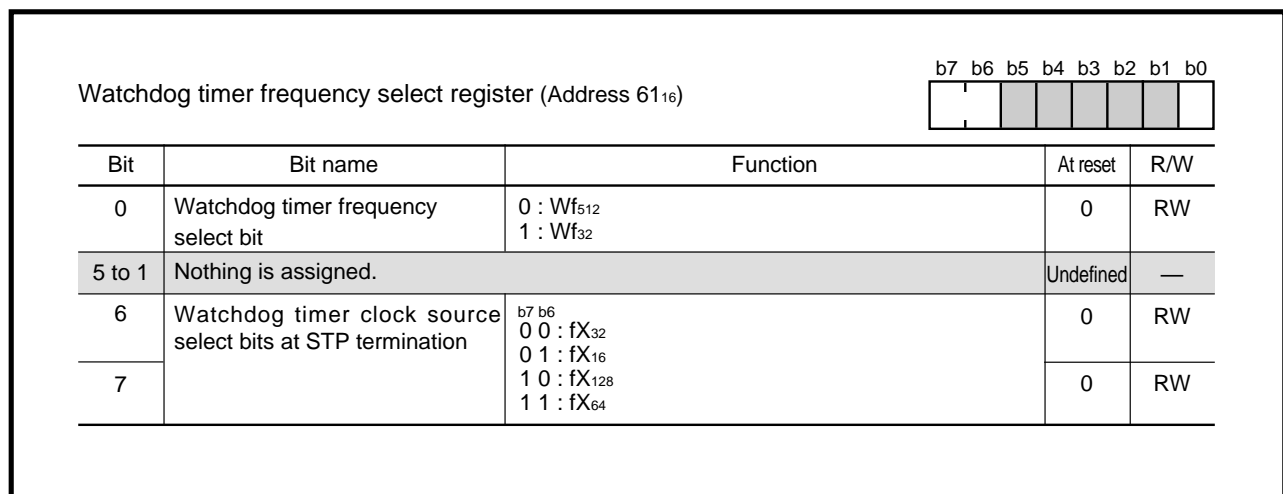 b7 b6 b5 b4 b3 b2 b1 b0
Watchdog timer frequency select register (Address 61₁₆)
Bit Bit name Function At reset R/W
0 Watchdog timer frequency select bit 0 : Wf₅₁₂ 0 RW
1 : Wf₃₂
5 to 1 Nothing is assigned. Undefined —
6 Watchdog timer clock source select bits at STP termination b7 b6 0 RW
0 0 : fX₃₂
0 1 : fX₁₆
7 1 0 : fX₁₂₈ 0 RW
1 1 : fX₆₄